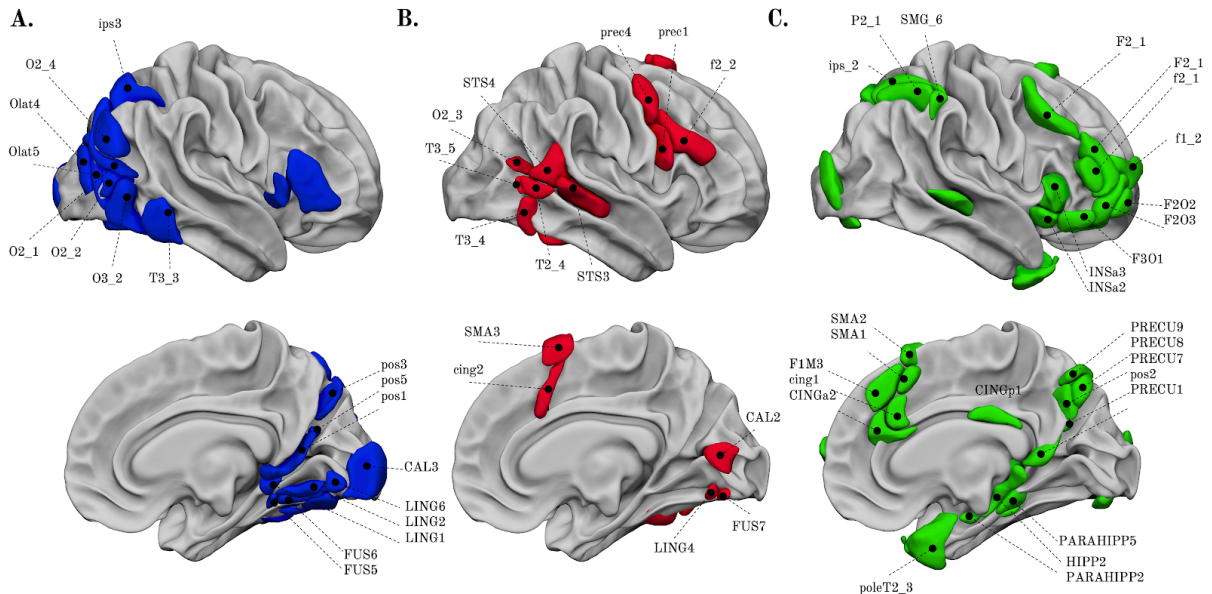 A.
ips3
O2_4
Olat4
Olat5
O2_1
O2_2
O3_2
T3_3
pos3
pos5
pos1
CAL3
LING6
LING2
LING1
FUS6
FUS5
B.
prec4
prec1
f2_2
STS4
O2_3
T3_5
T3_4
T2_4
STS3
SMA3
cing2
CAL2
FUS7
LING4
C.
P2_1
SMG_6
F2_1
ips_2
F2_1
f2_1
f1_2
F2O2
F2O3
F3O1
INSa3
INSa2
SMA2
SMA1
F1M3
cing1
CINGa2
CINGp1
PRECU9
PRECU8
PRECU7
pos2
PRECU1
PARAHIPP5
HIPP2
PARAHIPP2
poleT2_3